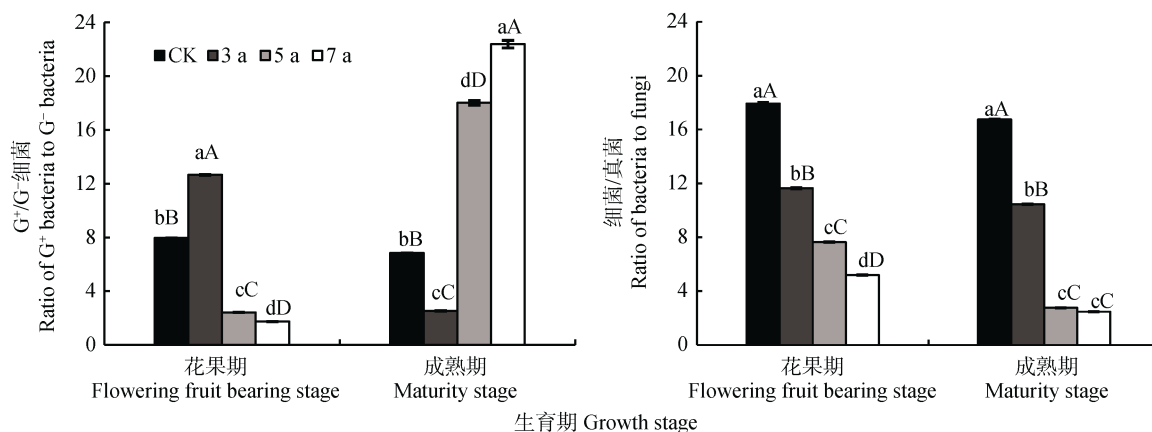 G⁺/G⁻细菌
Ratio of G⁺ bacteria to G⁻ bacteria
24
20
16
12
8
4
0
CK 3 a 5 a 7 a
bB
aA
cC
dD
bB
cC
dD
aA
花果期
Flowering fruit bearing stage
成熟期
Maturity stage
细菌/真菌
Ratio of bacteria to fungi
24
20
16
12
8
4
0
aA
bB
cC
dD
aA
bB
cC
cC
花果期
Flowering fruit bearing stage
成熟期
Maturity stage
生育期 Growth stage